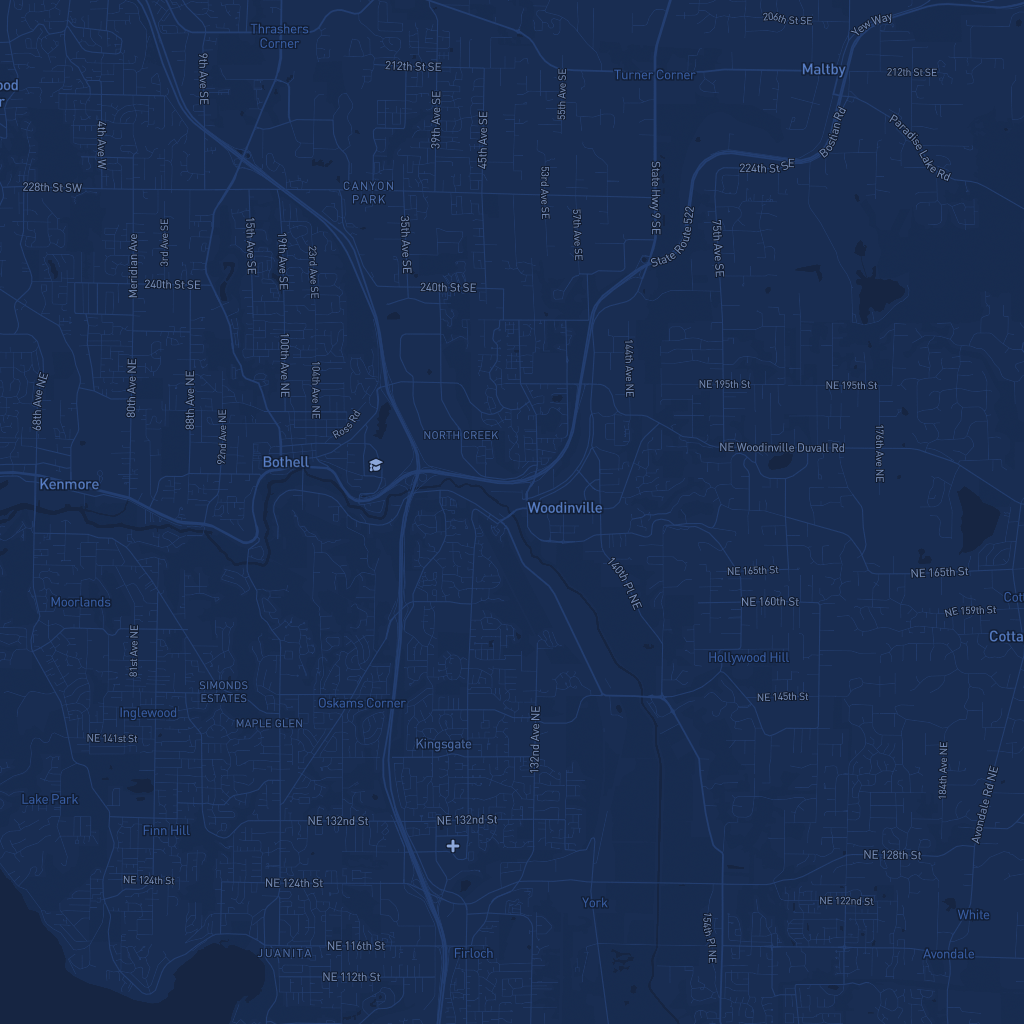 206th St SE
Yew Way
Thrashers
Corner
212th St SE
Turner Corner
Maltby
212th St SE
9th Ave SE
55th Ave SE
39th Ave SE
45th Ave SE
4th Ave W
Bostian Rd
Paradise Lake Rd
224th St SE
228th St SW
CANYON
PARK
53rd Ave SE
State Hwy 9 SE
57th Ave SE
State Route 522
75th Ave SE
35th Ave SE
15th Ave SE
19th Ave SE
23rd Ave SE
3rd Ave SE
Meridian Ave
240th St SE
240th St SE
100th Ave NE
104th Ave NE
144th Ave NE
68th Ave NE
80th Ave NE
88th Ave NE
92nd Ave NE
NE 195th St
NE 195th St
Ross Rd
NORTH CREEK
NE Woodinville Duvall Rd
176th Ave NE
Bothell
Kenmore
Woodinville
140th Pl NE
NE 165th St
NE 165th St
Moorlands
NE 160th St
NE 159th St
81st Ave NE
Hollywood Hill
SIMONDS
ESTATES
Oskams Corner
NE 145th St
Inglewood
MAPLE GLEN
NE 141st St
Kingsgate
132nd Ave NE
184th Ave NE
Avondale Rd NE
Lake Park
Finn Hill
NE 132nd St
NE 132nd St
NE 128th St
NE 124th St
NE 124th St
York
NE 122nd St
White
154th Pl NE
JUANITA
NE 116th St
Firloch
Avondale
NE 112th St